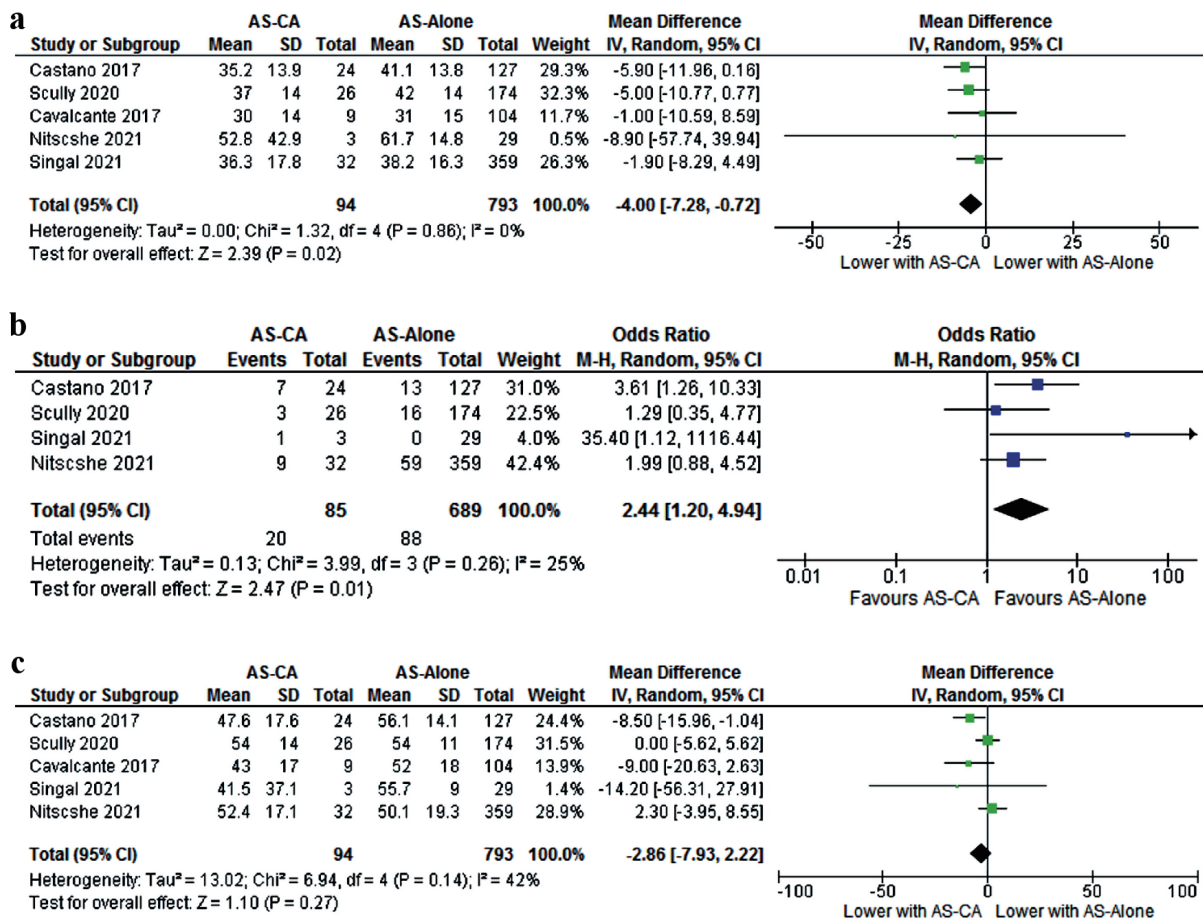 a
AS-CA AS-Alone Mean Difference Mean Difference
Study or Subgroup Mean SD Total Mean SD Total Weight IV, Random, 95% CI IV, Random, 95% CI
Castano 2017 35.2 13.9 24 41.1 13.8 127 29.3% -5.90 [-11.96, 0.16]
Scully 2020 37 14 26 42 14 174 32.3% -5.00 [-10.77, 0.77]
Cavalcante 2017 30 14 9 31 15 104 11.7% -1.00 [-10.59, 8.59]
Nitscshe 2021 52.8 42.9 3 61.7 14.8 29 0.5% -8.90 [-57.74, 39.94]
Singal 2021 36.3 17.8 32 38.2 16.3 359 26.3% -1.90 [-8.29, 4.49]
Total (95% CI) 94 793 100.0% -4.00 [-7.28, -0.72]
Heterogeneity: Tau² = 0.00; Chi² = 1.32, df = 4 (P = 0.86); I² = 0%
Test for overall effect: Z = 2.39 (P = 0.02)
-50 -25 0 25 50
Lower with AS-CA Lower with AS-Alone
b
AS-CA AS-Alone Odds Ratio Odds Ratio
Study or Subgroup Events Total Events Total Weight M-H, Random, 95% CI M-H, Random, 95% CI
Castano 2017 7 24 13 127 31.0% 3.61 [1.26, 10.33]
Scully 2020 3 26 16 174 22.5% 1.29 [0.35, 4.77]
Singal 2021 1 3 0 29 4.0% 35.40 [1.12, 1116.44]
Nitscshe 2021 9 32 59 359 42.4% 1.99 [0.88, 4.52]
Total (95% CI) 85 689 100.0% 2.44 [1.20, 4.94]
Total events 20 88
Heterogeneity: Tau² = 0.13; Chi² = 3.99, df = 3 (P = 0.26); I² = 25%
Test for overall effect: Z = 2.47 (P = 0.01)
0.01 0.1 1 10 100
Favours AS-CA Favours AS-Alone
c
AS-CA AS-Alone Mean Difference Mean Difference
Study or Subgroup Mean SD Total Mean SD Total Weight IV, Random, 95% CI IV, Random, 95% CI
Castano 2017 47.6 17.6 24 56.1 14.1 127 24.4% -8.50 [-15.96, -1.04]
Scully 2020 54 14 26 54 11 174 31.5% 0.00 [-5.62, 5.62]
Cavalcante 2017 43 17 9 52 18 104 13.9% -9.00 [-20.63, 2.63]
Singal 2021 41.5 37.1 3 55.7 9 29 1.4% -14.20 [-56.31, 27.91]
Nitscshe 2021 52.4 17.1 32 50.1 19.3 359 28.9% 2.30 [-3.95, 8.55]
Total (95% CI) 94 793 100.0% -2.86 [-7.93, 2.22]
Heterogeneity: Tau² = 13.02; Chi² = 6.94, df = 4 (P = 0.14); I² = 42%
Test for overall effect: Z = 1.10 (P = 0.27)
-100 -50 0 50 100
Lower with AS-CA Lower with AS-Alone